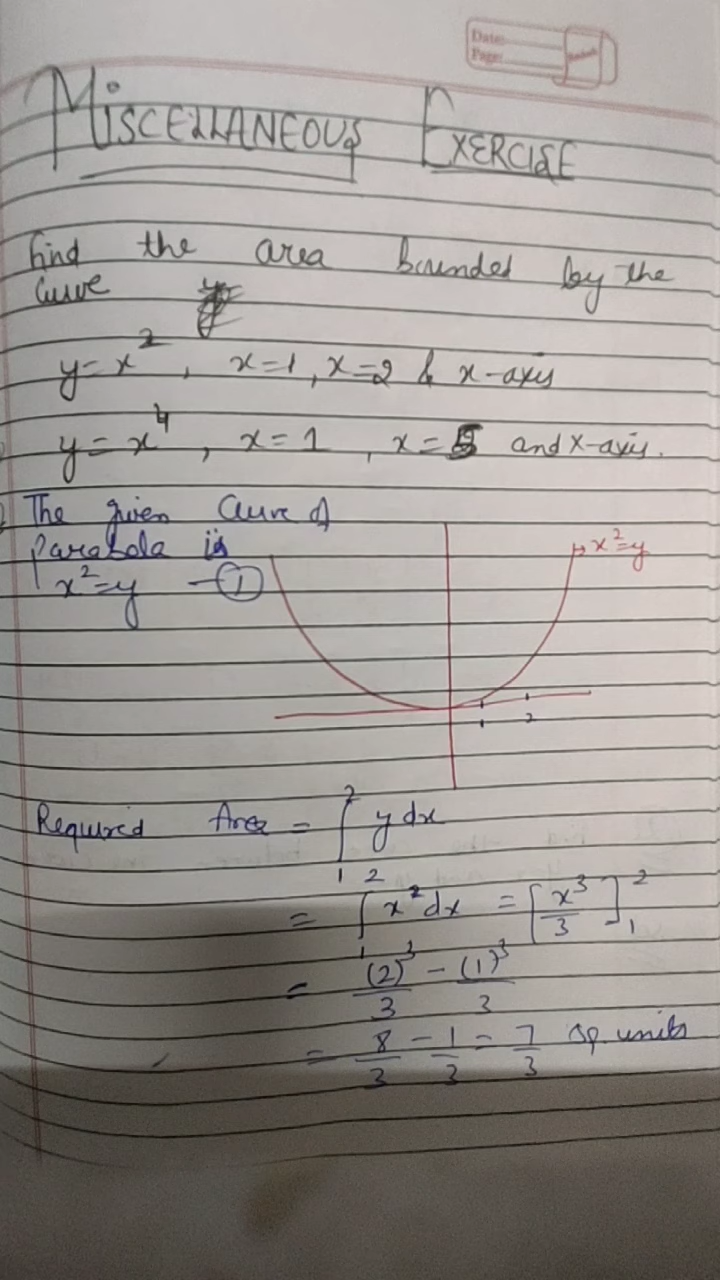 Date:
Page:
MISCELLANEOUS EXERCISE
find the area bounded by the
Curve
y=x², x=1, x=2 & x-axis
y=x⁴, x=1, x=5 and X-axis.
The given Curve of
parabola is
x²=y —①
x²=y
1 2
Required Area = ∫₁² y dx
= ∫₁² x² dx = [x³/3]₁²
= (2)³/3 - (1)³/3
= 8/3 - 1/3 = 7/3 sq. units